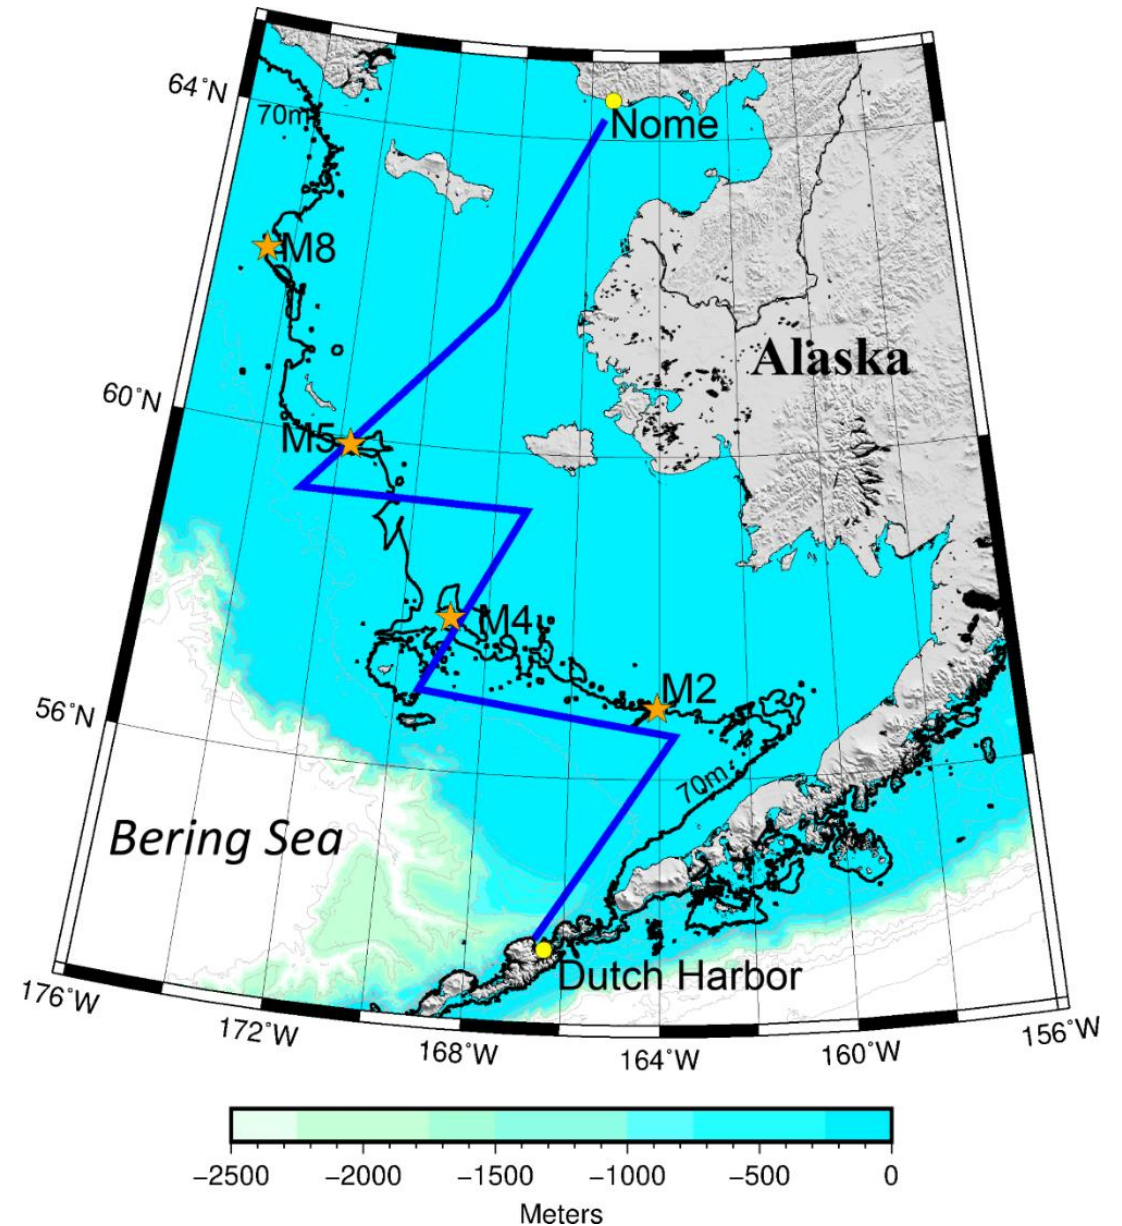 64°N
70m
Nome
M8
Alaska
60°N
M5
M4
M2
56°N
70m
Bering Sea
Dutch Harbor
176°W
172°W
168°W
164°W
160°W
156°W
−2500 −2000 −1500 −1000 −500 0
Meters